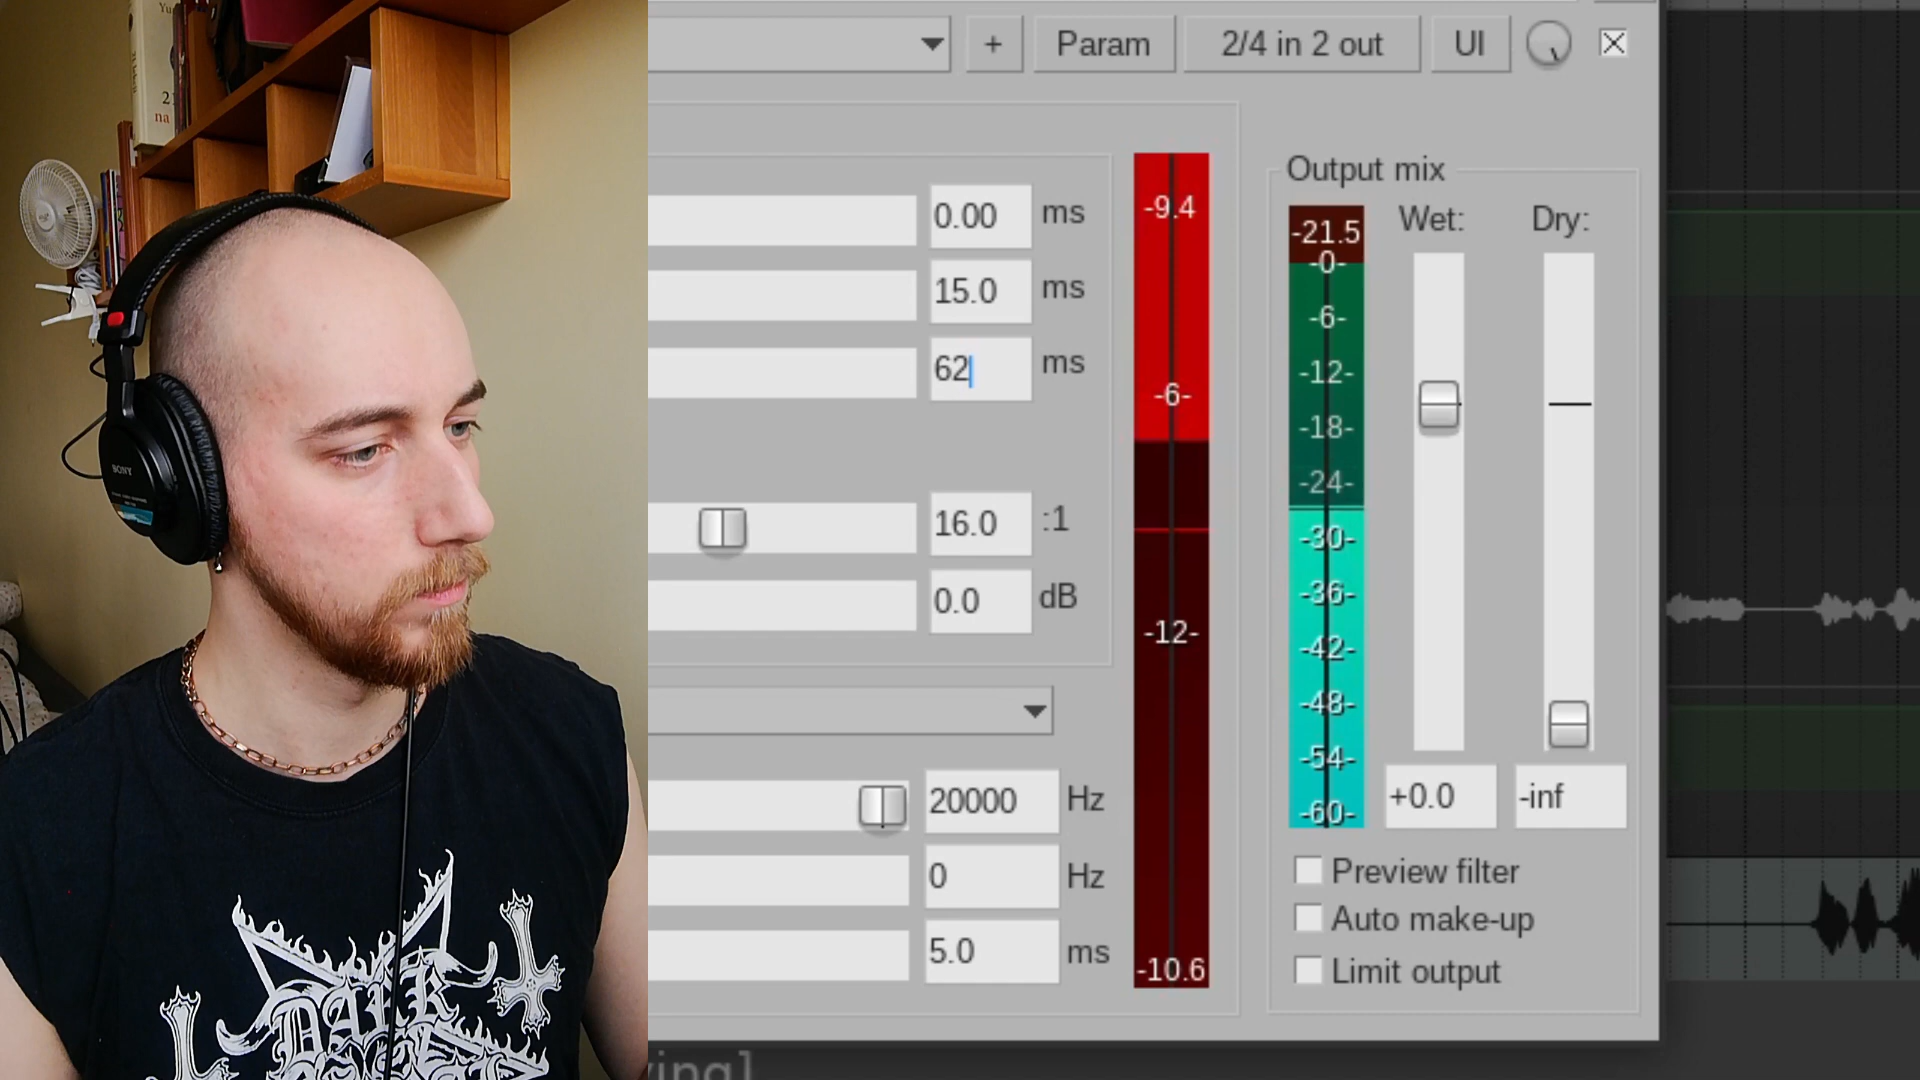 +
Param
2/4 in 2 out
UI
Output mix
Wet:
Dry:
0.00 ms
15.0 ms
62 ms
16.0 :1
0.0 dB
20000 Hz
0 Hz
5.0 ms
-9.4
-6-
-12-
-10.6
-21.5
-0-
-6-
-12-
-18-
-24-
-30-
-36-
-42-
-48-
-54-
-60-
+0.0
-inf
Preview filter
Auto make-up
Limit output
SONY
DARK
na